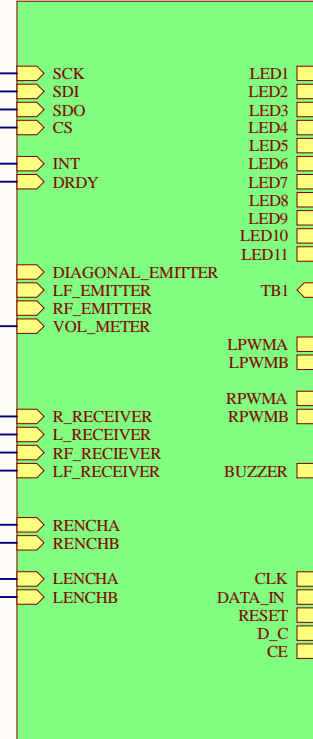 SCK
SDI
SDO
CS
INT
DRDY
DIAGONAL_EMITTER
LF_EMITTER
RF_EMITTER
VOL_METER
R_RECEIVER
L_RECEIVER
RF_RECIEVER
LF_RECEIVER
RENCHA
RENCHB
LENCHA
LENCHB
LED1
LED2
LED3
LED4
LED5
LED6
LED7
LED8
LED9
LED10
LED11
TB1
LPWMA
LPWMB
RPWMA
RPWMB
BUZZER
CLK
DATA_IN
RESET
D_C
CE